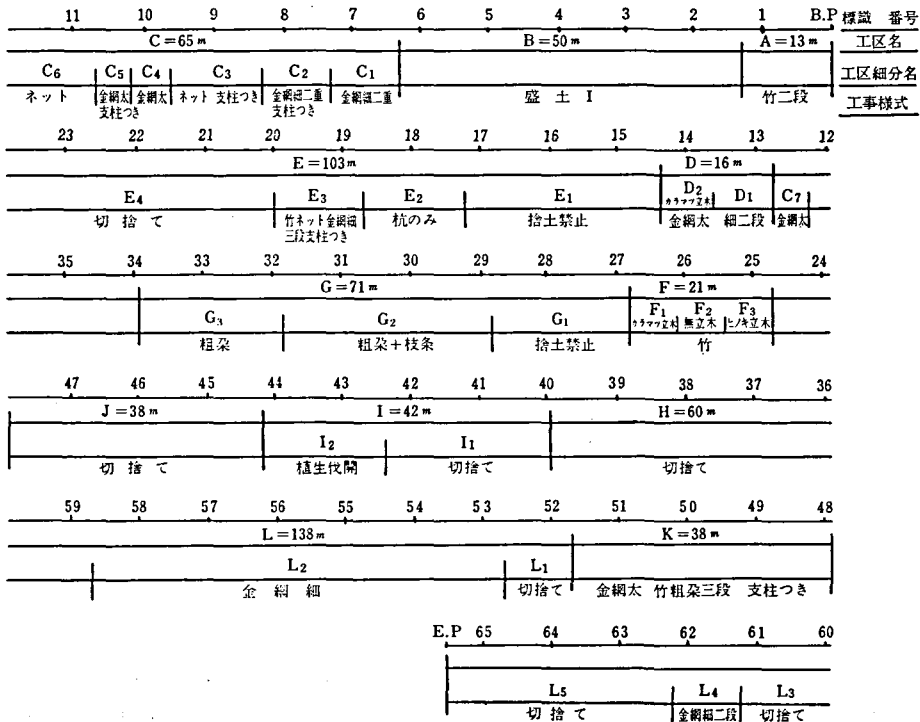 11 10 9 8 7 6 5 4 3 2 1 B.P 標識 番号
C=65m B=50m A=13m 工区名
C6 C5 C4 C3 C2 C1 工区細分名
ネット 金網太 支柱つき 金網太 ネット 支柱つき 金網細二重 支柱つき 金網細二重 盛土 I 竹二段 工事様式
23 22 21 20 19 18 17 16 15 14 13 12
E=103m D=16m
E4 E3 E2 E1 D2 カラマツ立木 D1 C7
切捨て 竹ネット金網細 三段支柱つき 杭のみ 捨土禁止 金網太 細二段 金網太
35 34 33 32 31 30 29 28 27 26 25 24
G=71m F=21m
G3 G2 G1 F1 カラマツ立木 F2 無立木 F3 ヒノキ立木
粗朶 粗朶+枝条 捨土禁止 竹
47 46 45 44 43 42 41 40 39 38 37 36
J=38m I=42m H=60m
I2 I1
切捨て 植生伐開 切捨て 切捨て
59 58 57 56 55 54 53 52 51 50 49 48
L=138m K=38m
L2 L1
金網細 切捨て 金網太 竹粗朶三段 支柱つき
E.P 65 64 63 62 61 60
L5 L4 L3
切捨て 金網細二段 切捨て